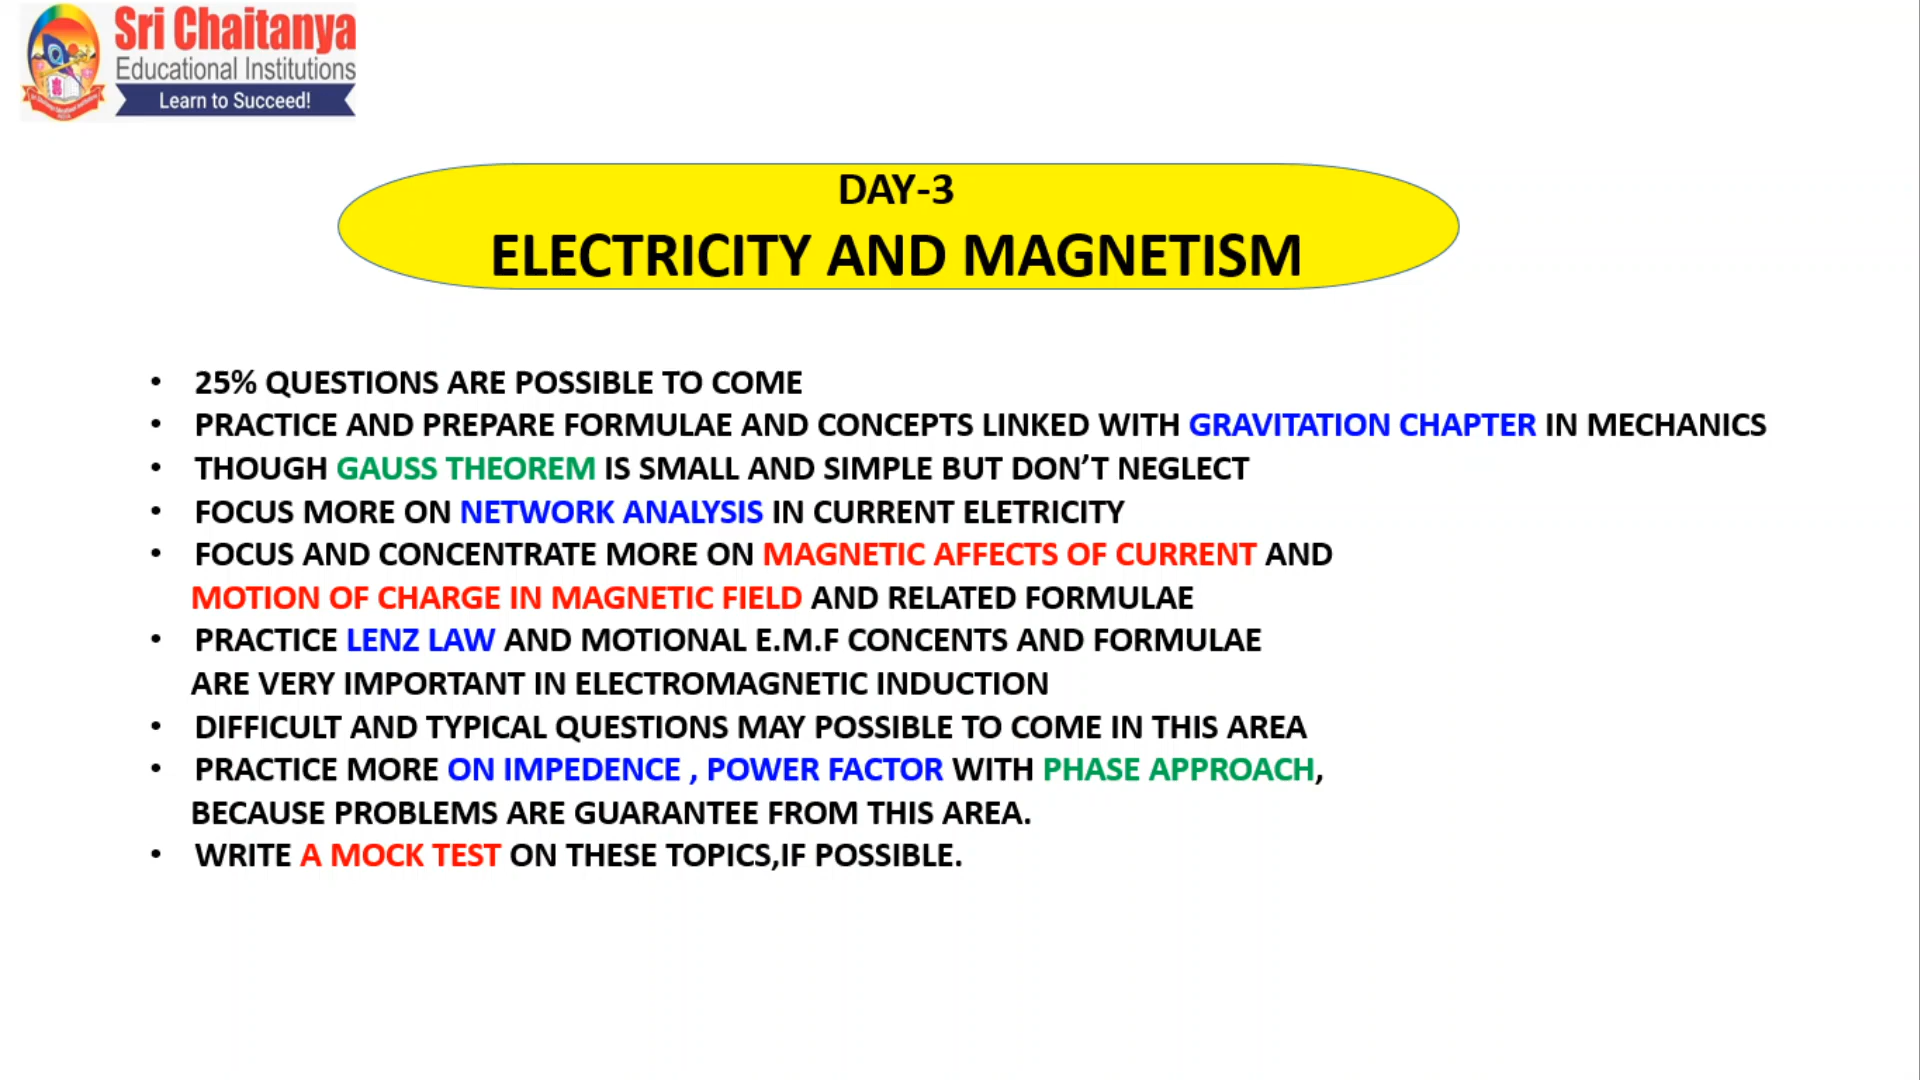 Sri Chaitanya
Educational Institutions
Learn to Succeed!
DAY-3
ELECTRICITY AND MAGNETISM
• 25% QUESTIONS ARE POSSIBLE TO COME
• PRACTICE AND PREPARE FORMULAE AND CONCEPTS LINKED WITH GRAVITATION CHAPTER IN MECHANICS
• THOUGH GAUSS THEOREM IS SMALL AND SIMPLE BUT DON’T NEGLECT
• FOCUS MORE ON NETWORK ANALYSIS IN CURRENT ELETRICITY
• FOCUS AND CONCENTRATE MORE ON MAGNETIC AFFECTS OF CURRENT AND
MOTION OF CHARGE IN MAGNETIC FIELD AND RELATED FORMULAE
• PRACTICE LENZ LAW AND MOTIONAL E.M.F CONCENTS AND FORMULAE
ARE VERY IMPORTANT IN ELECTROMAGNETIC INDUCTION
• DIFFICULT AND TYPICAL QUESTIONS MAY POSSIBLE TO COME IN THIS AREA
• PRACTICE MORE ON IMPEDENCE , POWER FACTOR WITH PHASE APPROACH,
BECAUSE PROBLEMS ARE GUARANTEE FROM THIS AREA.
• WRITE A MOCK TEST ON THESE TOPICS,IF POSSIBLE.